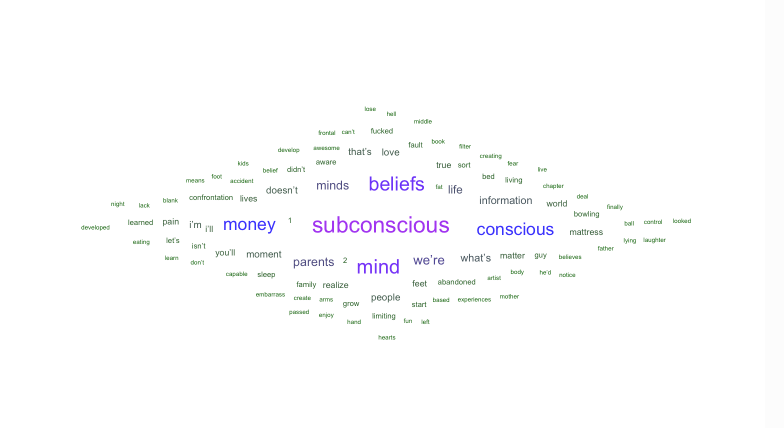 lose
hell
middle
frontal can't fucked
develop awesome that's love fault book filter
kids belief didn't aware true sort creating fear live
means foot accident doesn't minds beliefs fat life bed living chapter
night lack blank confrontation lives information world deal finally
developed learned pain i'm i'll money 1 subconscious conscious mattress bowling ball control looked
eating let's isn't you'll moment parents 2 mind we're what's matter guy believes father lying laughter
learn don't capable sleep family realize feet abandoned artist body he'd notice
embarrass create arms grow people start based experiences mother
passed enjoy hand limiting fun left
hearts